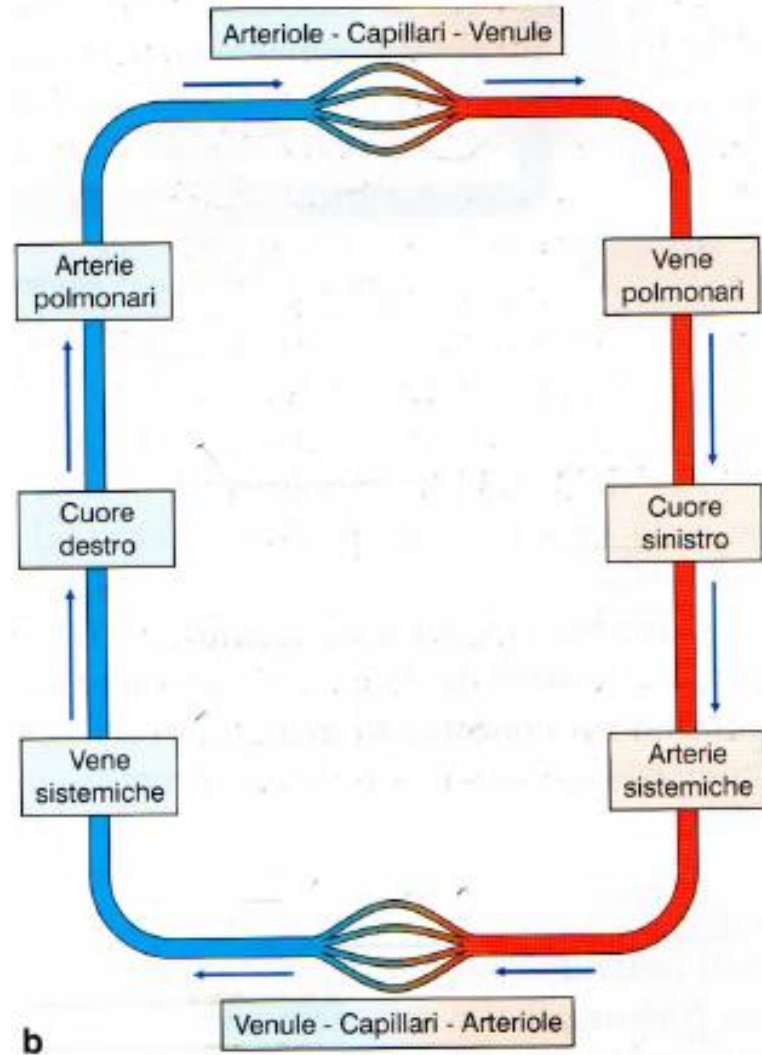 Arteriole - Capillari - Venule
Arterie
polmonari
Vene
polmonari
Cuore
destro
Cuore
sinistro
Vene
sistemiche
Arterie
sistemiche
Venule - Capillari - Arteriole
b